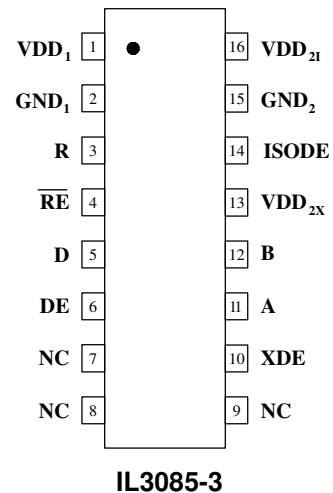 VDD1 1 16 VDD2I
GND1 2 15 GND2
R 3 14 ISODE
R̅E̅ 4 13 VDD2X
D 5 12 B
DE 6 11 A
NC 7 10 XDE
NC 8 9 NC
IL3085-3